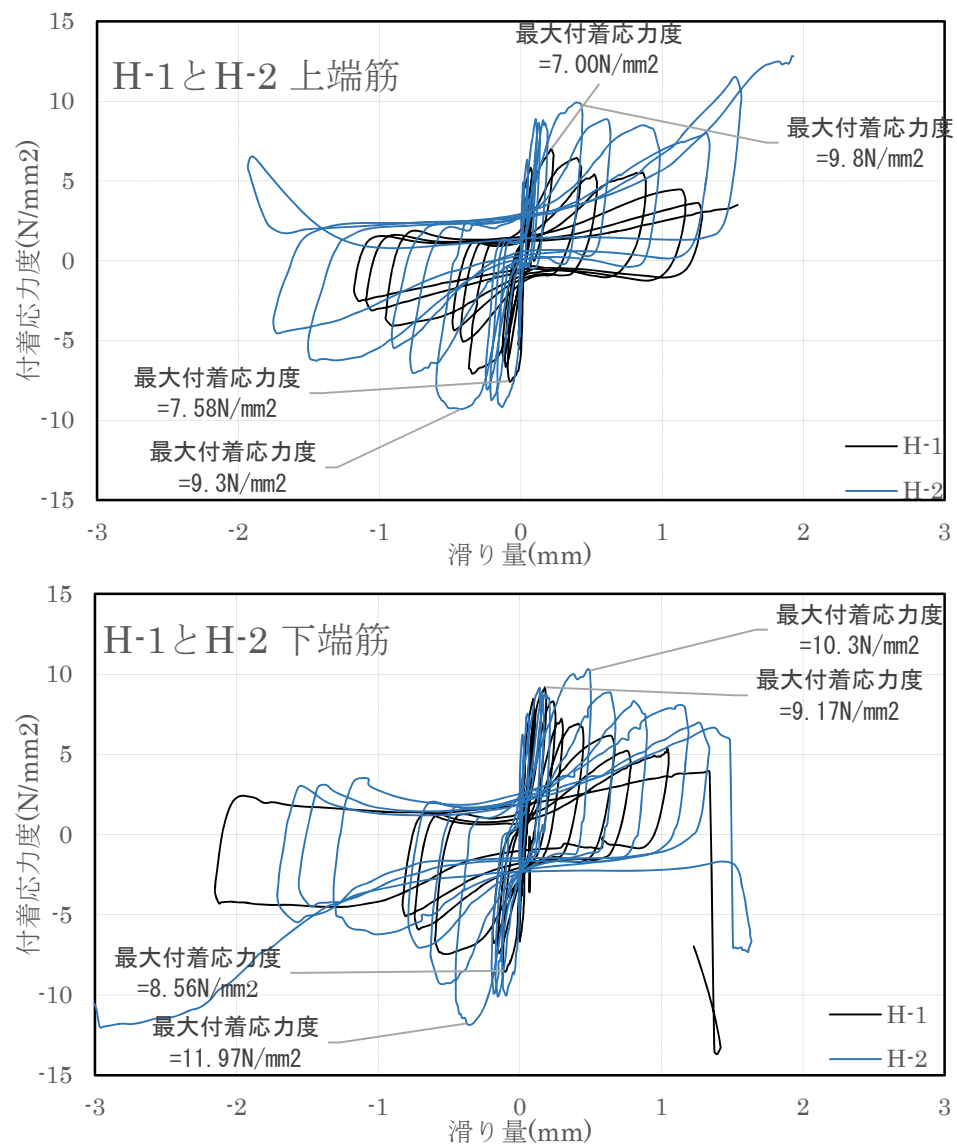 15
最大付着応力度
=7.00N/mm2
H-1とH-2 上端筋
10
最大付着応力度
=9.8N/mm2
5
付着応力度(N/mm2)
0
-5
最大付着応力度
=7.58N/mm2
-10
最大付着応力度
=9.3N/mm2
H-1
H-2
-15
-3
-2
-1
0
1
2
3
滑り量(mm)
15
最大付着応力度
=10.3N/mm2
H-1とH-2 下端筋
10
最大付着応力度
=9.17N/mm2
5
付着応力度(N/mm2)
0
-5
最大付着応力度
=8.56N/mm2
-10
最大付着応力度
=11.97N/mm2
H-1
H-2
-15
-3
-2
-1
0
1
2
3
滑り量(mm)